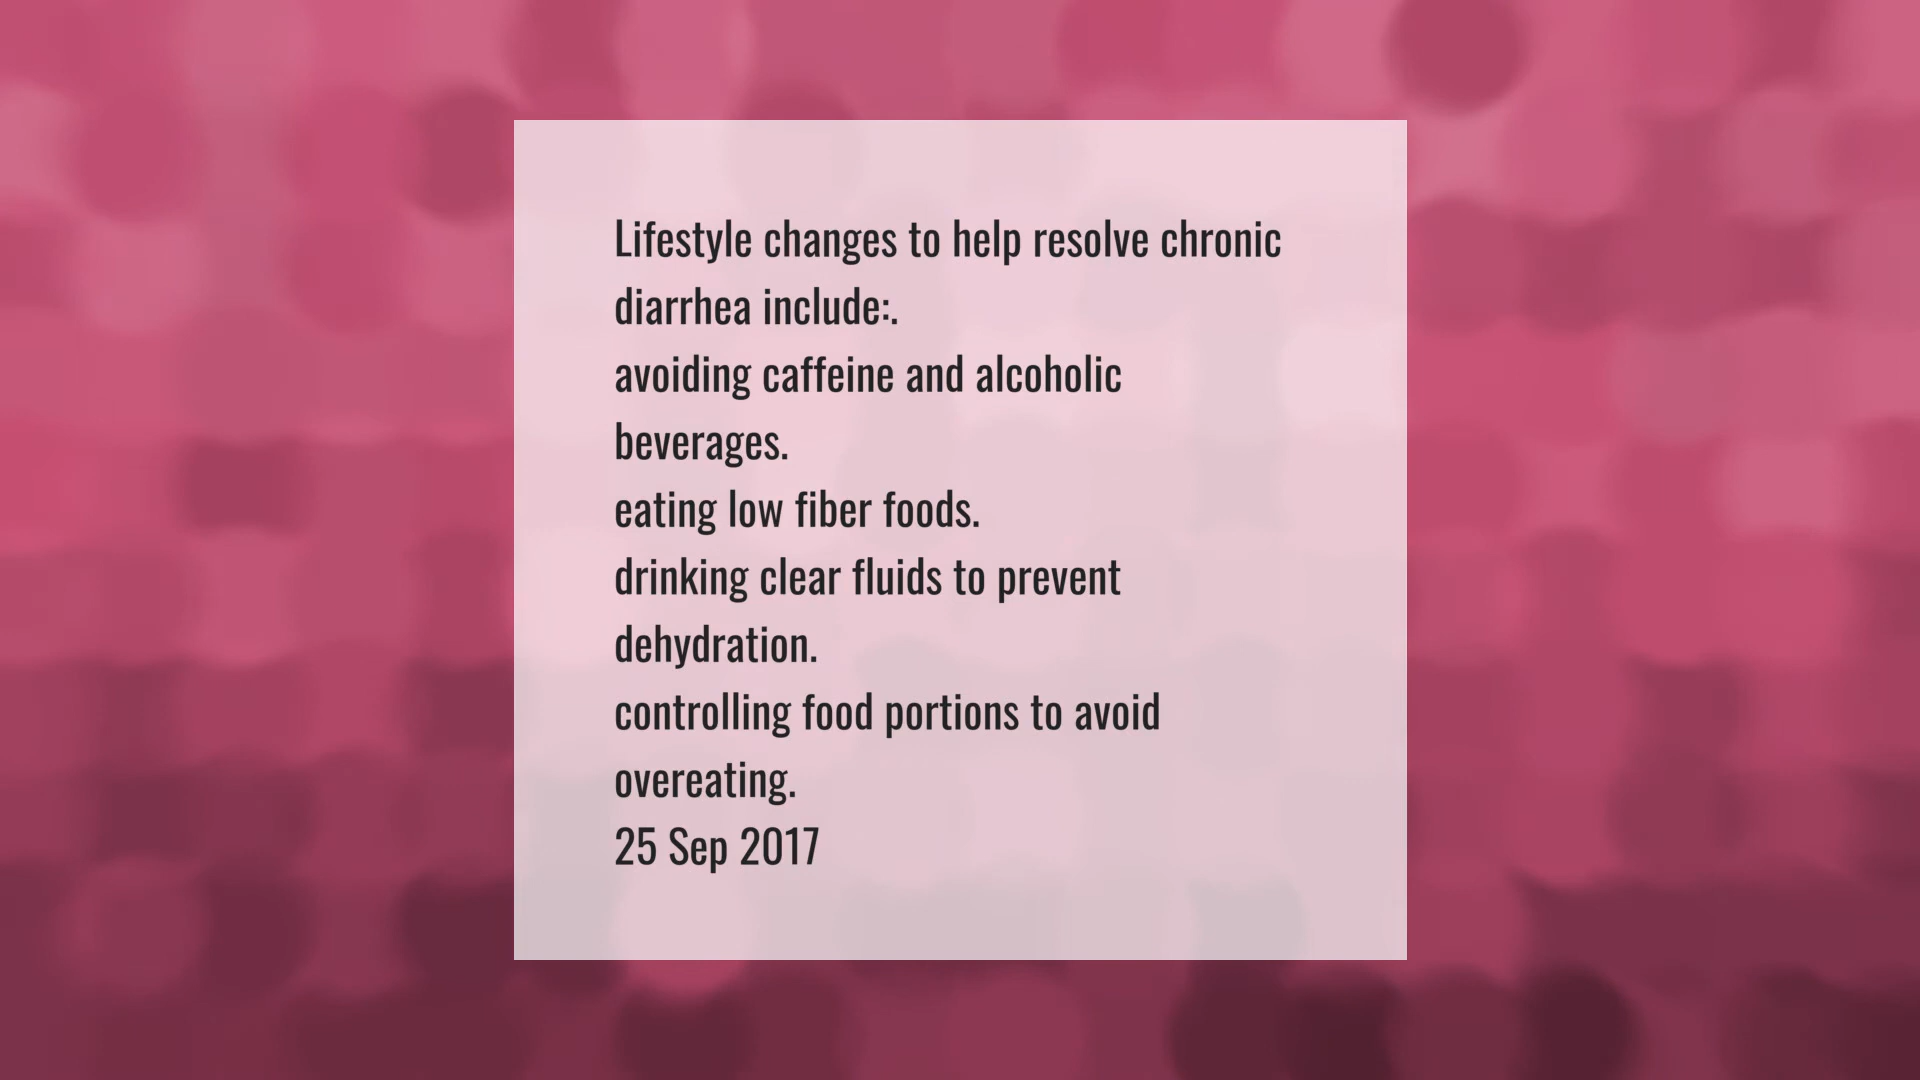 Lifestyle changes to help resolve chronic
diarrhea include:.
avoiding caffeine and alcoholic
beverages.
eating low fiber foods.
drinking clear fluids to prevent
dehydration.
controlling food portions to avoid
overeating.
25 Sep 2017